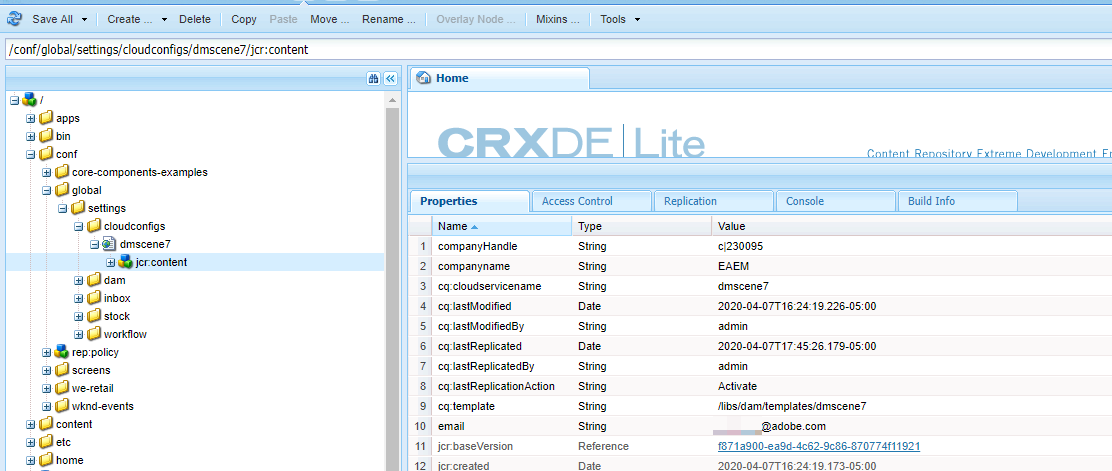 Save All Create ... Delete Copy Paste Move ... Rename ... Overlay Node ... Mixins ... Tools
/conf/global/settings/cloudconfigs/dmscene7/jcr:content
/
apps
bin
conf
core-components-examples
global
settings
cloudconfigs
dmscene7
jcr:content
dam
inbox
stock
workflow
rep:policy
screens
we-retail
wknd-events
content
etc
home
Home
CRXDE Lite
Content Repository Extreme Development
Properties Access Control Replication Console Build Info
Name Type Value
1 companyHandle String c|230095
2 companyname String EAEM
3 cq:cloudservicename String dmscene7
4 cq:lastModified Date 2020-04-07T16:24:19.226-05:00
5 cq:lastModifiedBy String admin
6 cq:lastReplicated Date 2020-04-07T17:45:26.179-05:00
7 cq:lastReplicatedBy String admin
8 cq:lastReplicationAction String Activate
9 cq:template String /libs/dam/templates/dmscene7
10 email String @adobe.com
11 jcr:baseVersion Reference f871a900-ea9d-4c62-9c86-870774f11921
12 jcr:created Date 2020-04-07T16:24:19.173-05:00